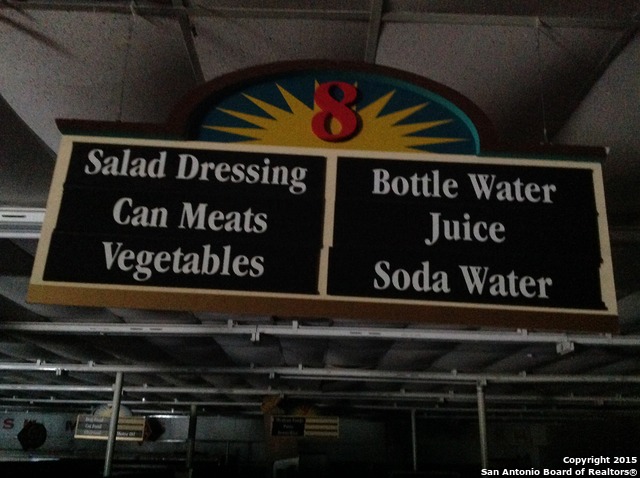 8
Salad Dressing
Can Meats
Vegetables
Bottle Water
Juice
Soda Water
Copyright 2015
San Antonio Board of Realtors®